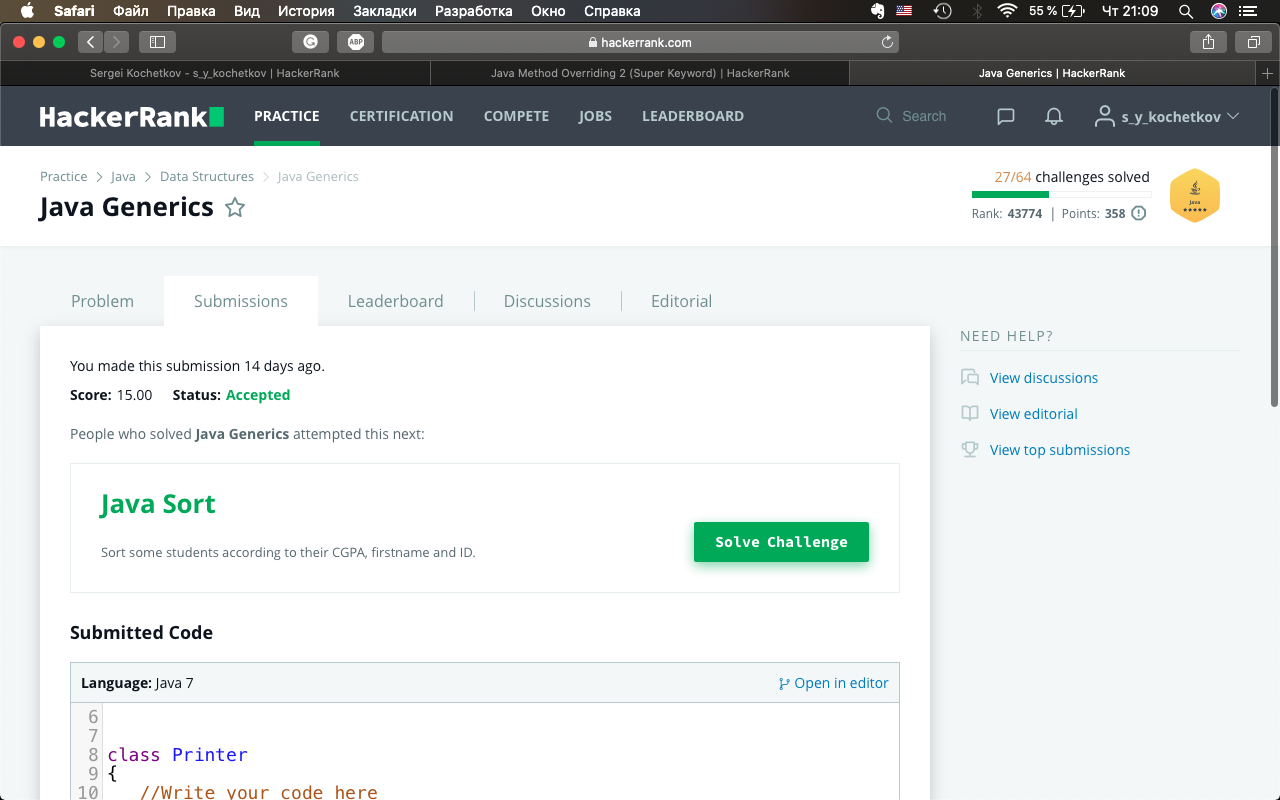 Safari Файл Правка Вид История Закладки Разработка Окно Справка 55 % Чт 21:09
ABP hackerrank.com
Sergei Kochetkov - s_y_kochetkov | HackerRank Java Method Overriding 2 (Super Keyword) | HackerRank Java Generics | HackerRank
HackerRank PRACTICE CERTIFICATION COMPETE JOBS LEADERBOARD Search s_y_kochetkov
Practice > Java > Data Structures > Java Generics
Java Generics
27/64 challenges solved
Rank: 43774 | Points: 358
Java
Problem Submissions Leaderboard Discussions Editorial
You made this submission 14 days ago.
Score: 15.00 Status: Accepted
People who solved Java Generics attempted this next:
Java Sort
Sort some students according to their CGPA, firstname and ID.
Solve Challenge
Submitted Code
Language: Java 7 Open in editor
6
7
8 class Printer
9 {
10 //Write your code here
NEED HELP?
View discussions
View editorial
View top submissions